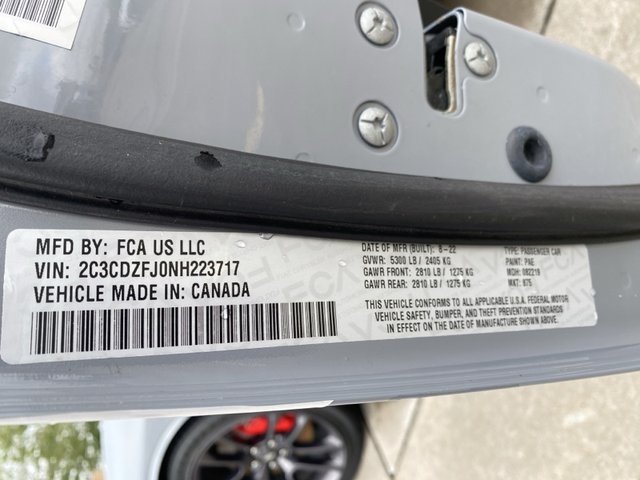 MFD BY: FCA US LLC
VIN: 2C3CDZFJ0NH223717
VEHICLE MADE IN: CANADA
DATE OF MFR (BUILT): 8-22
GVWR: 5300 LB / 2405 KG
GAWR FRONT: 2810 LB / 1275 KG
GAWR REAR: 2810 LB / 1275 KG
TYPE: PASSENGER CAR
PAINT: PAE
MDH: 082219
MKT: 875
THIS VEHICLE CONFORMS TO ALL APPLICABLE U.S.A. FEDERAL MOTOR
VEHICLE SAFETY, BUMPER, AND THEFT PREVENTION STANDARDS
IN EFFECT ON THE DATE OF MANUFACTURE SHOWN ABOVE.